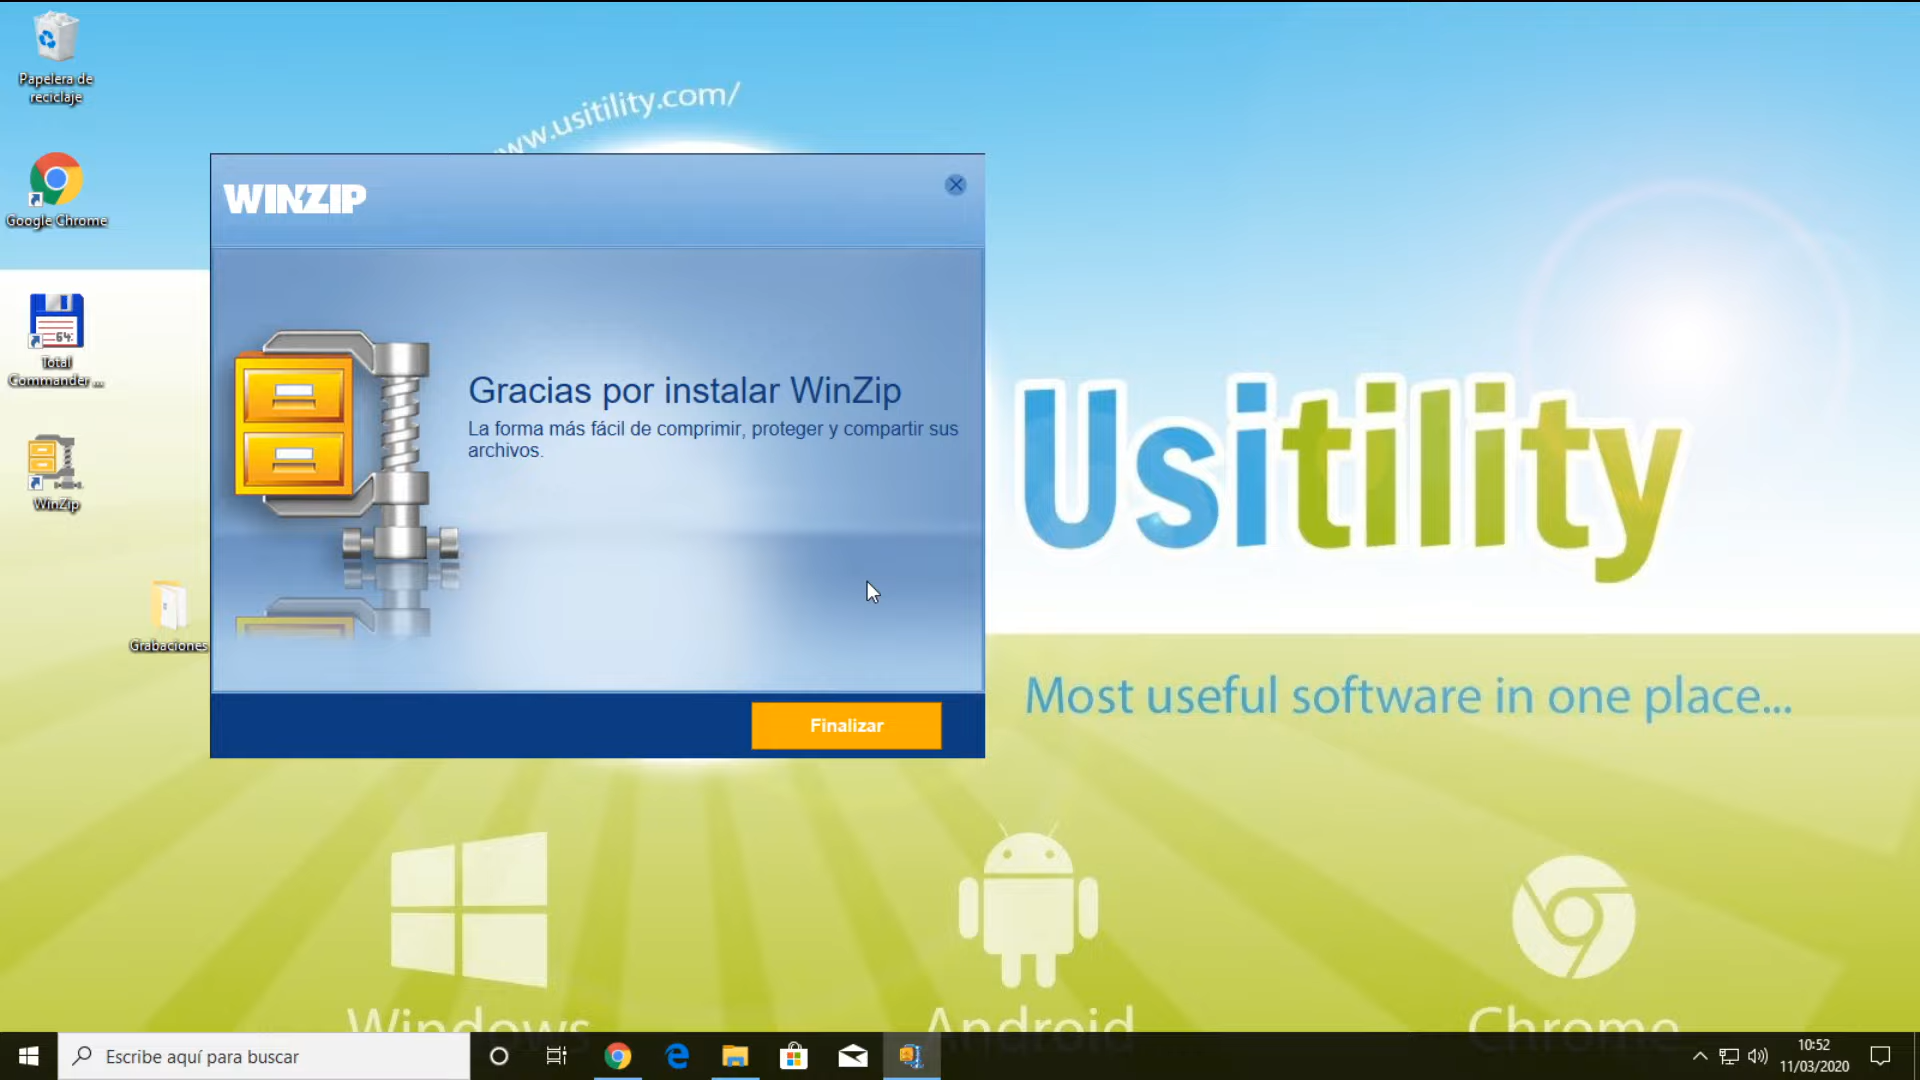 Papelera de
reciclaje
Google Chrome
64
Total
Commander ...
WinZip
Grabaciones
ww.usitility.com/
WINZIP
Gracias por instalar WinZip
La forma más fácil de comprimir, proteger y compartir sus
archivos.
Finalizar
Usitility
Most useful software in one place...
Windows
Android
Chrome
Escribe aquí para buscar
10:52
11/03/2020